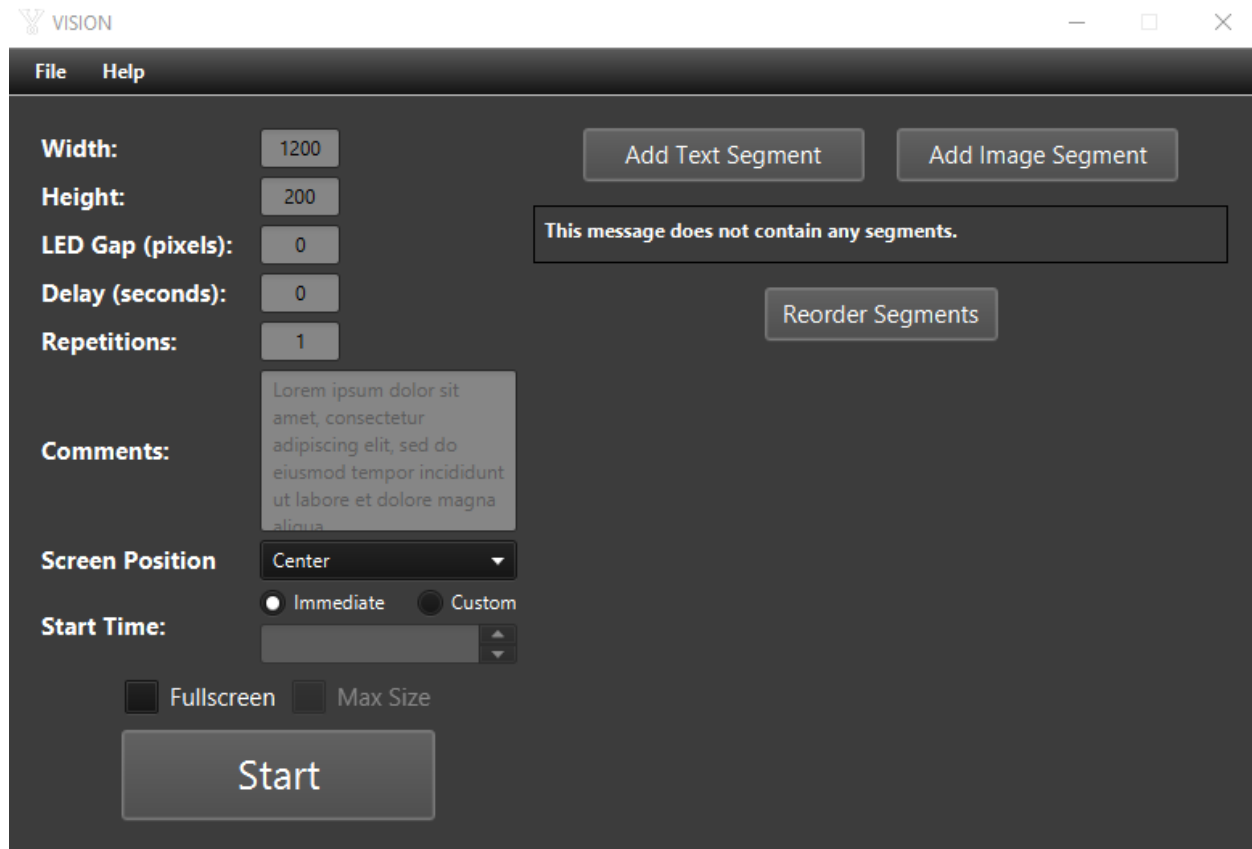 VISION
File Help
Width: 1200
Height: 200
LED Gap (pixels): 0
Delay (seconds): 0
Repetitions: 1
Comments:
Lorem ipsum dolor sit
amet, consectetur
adipiscing elit, sed do
eiusmod tempor incididunt
ut labore et dolore magna
aliqua
Screen Position Center
Start Time:
Immediate Custom
Fullscreen Max Size
Start
Add Text Segment Add Image Segment
This message does not contain any segments.
Reorder Segments